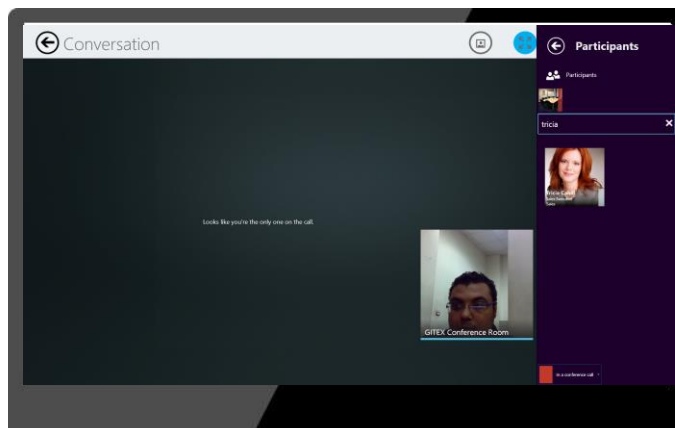 Conversation
Participants
Participants
tricia
Looks like you're the only one on the call.
Sales
GITEX Conference Room
In a conference call